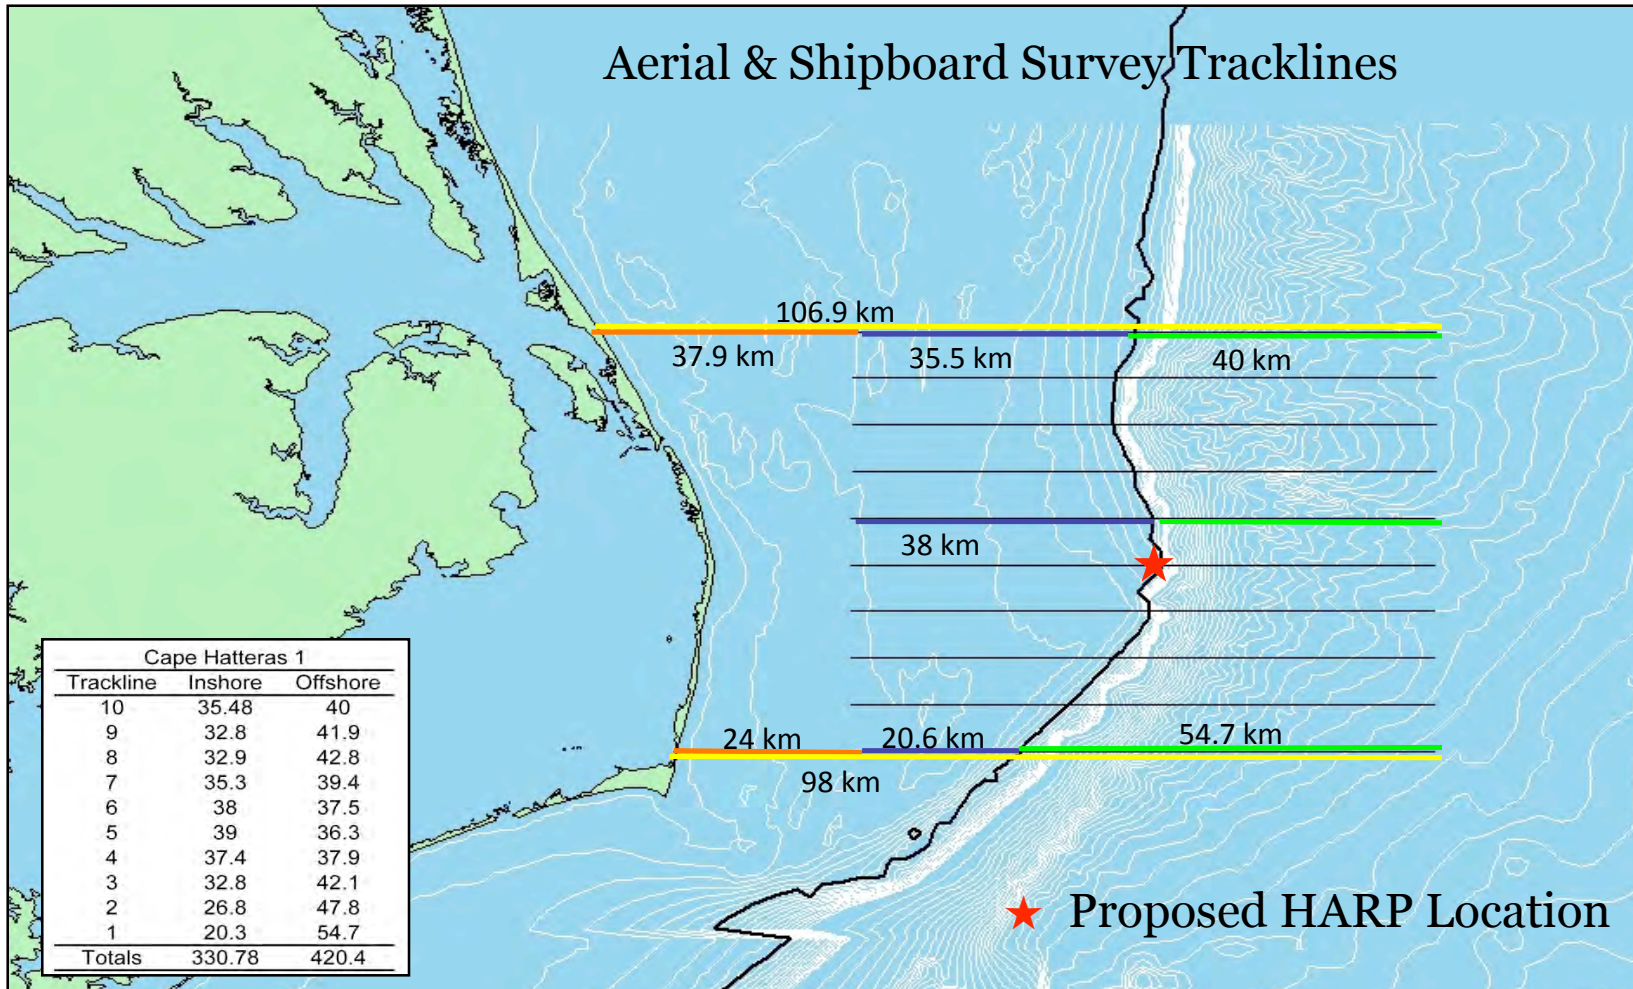 Aerial & Shipboard Survey Tracklines
106.9 km
37.9 km 35.5 km 40 km
38 km
24 km 20.6 km 54.7 km
98 km
Cape Hatteras 1
Trackline Inshore Offshore
10 35.48 40
9 32.8 41.9
8 32.9 42.8
7 35.3 39.4
6 38 37.5
5 39 36.3
4 37.4 37.9
3 32.8 42.1
2 26.8 47.8
1 20.3 54.7
Totals 330.78 420.4
Proposed HARP Location